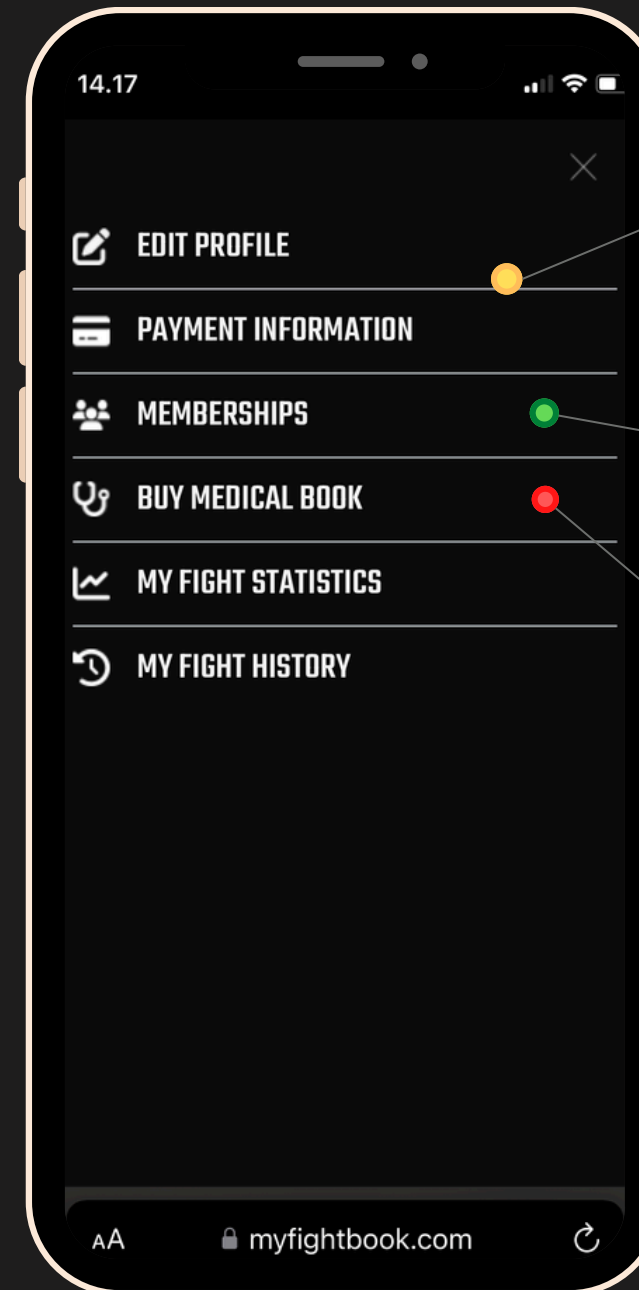 14.17
EDIT PROFILE
PAYMENT INFORMATION
MEMBERSHIPS
BUY MEDICAL BOOK
MY FIGHT STATISTICS
MY FIGHT HISTORY
AA myfightbook.com